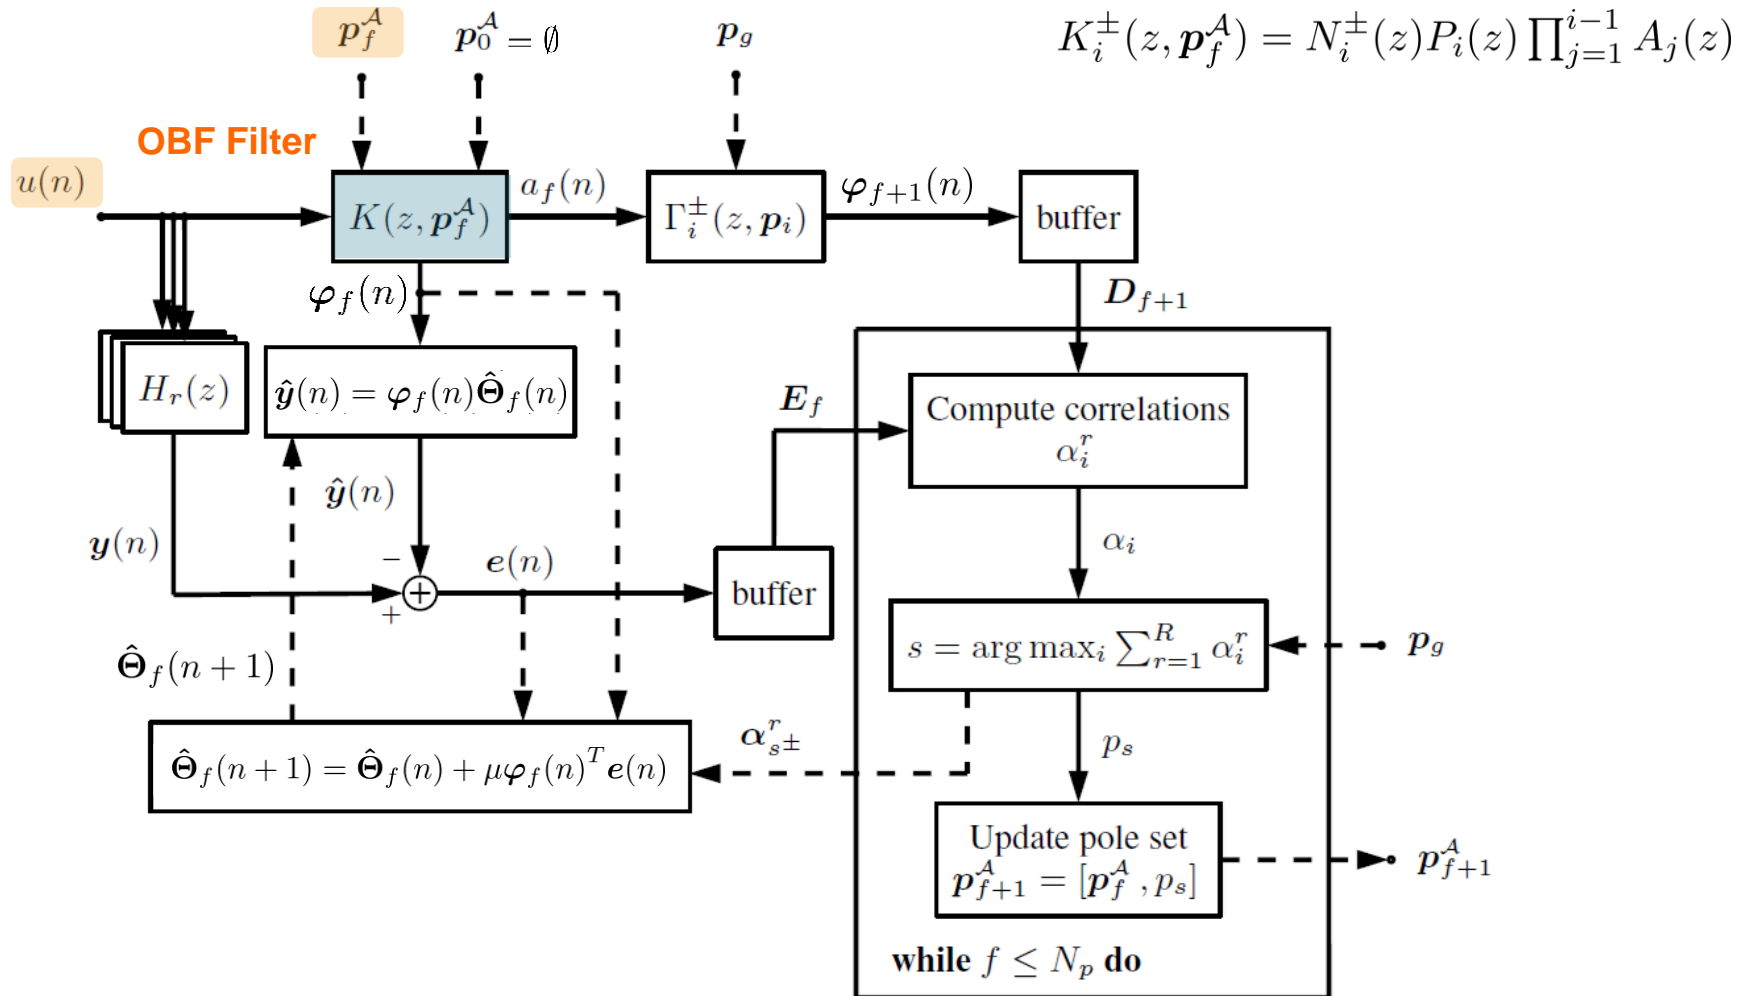 𝒑_f^𝒜
𝒑_0^𝒜 = ∅
𝒑_g
K_i^±(z, 𝒑_f^𝒜) = N_i^±(z)P_i(z) ∏_{j=1}^{i−1} A_j(z)
OBF Filter
u(n)
K(z, 𝒑_f^𝒜)
a_f(n)
Γ_i^±(z, 𝒑_i)
𝝋_{f+1}(n)
buffer
𝝋_f(n)
𝑫_{f+1}
H_r(z)
ŷ(n) = 𝝋_f(n)Θ̂_f(n)
𝑬_f
Compute correlations
α_i^r
ŷ(n)
𝒚(n)
−
+
+
𝒆(n)
buffer
α_i
s = arg max_i ∑_{r=1}^R α_i^r
𝒑_g
Θ̂_f(n + 1)
Θ̂_f(n + 1) = Θ̂_f(n) + μ𝝋_f(n)^T 𝒆(n)
𝜶_{s±}^r
p_s
Update pole set
𝒑_{f+1}^𝒜 = [𝒑_f^𝒜 , p_s]
𝒑_{f+1}^𝒜
while f ≤ N_p do